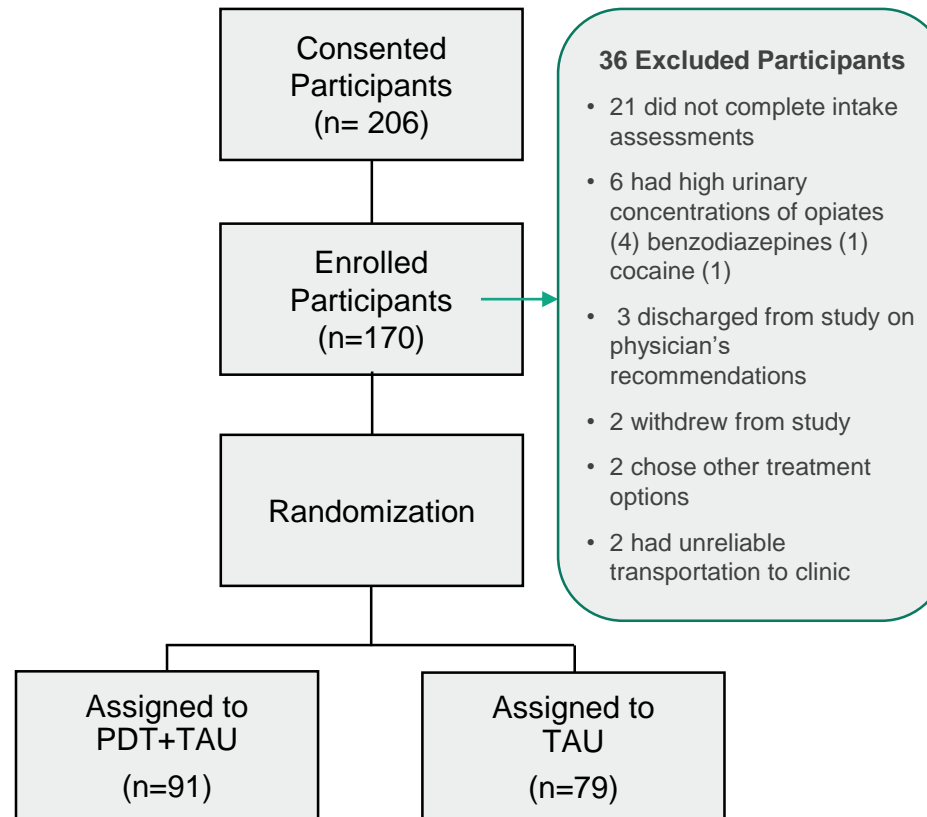 Consented
Participants
(n= 206)
Enrolled
Participants
(n=170)
36 Excluded Participants
• 21 did not complete intake
assessments
• 6 had high urinary
concentrations of opiates
(4) benzodiazepines (1)
cocaine (1)
• 3 discharged from study on
physician’s
recommendations
• 2 withdrew from study
• 2 chose other treatment
options
• 2 had unreliable
transportation to clinic
Randomization
Assigned to
PDT+TAU
(n=91)
Assigned to
TAU
(n=79)